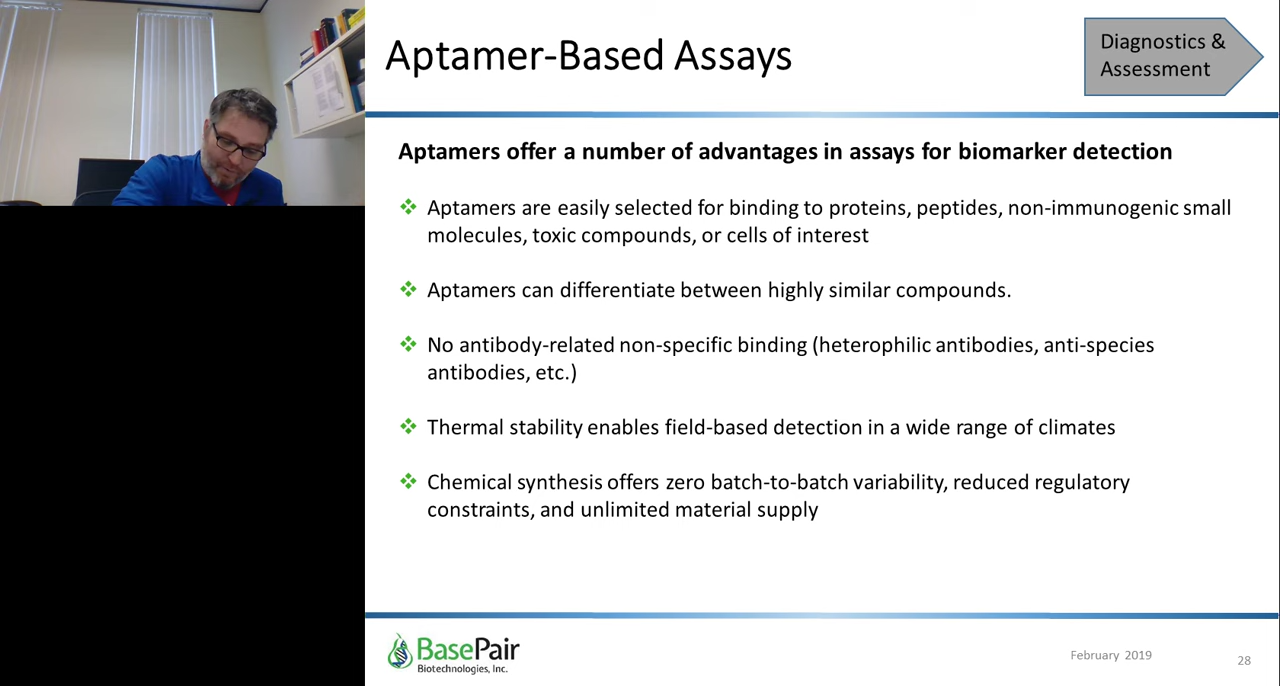 Aptamer-Based Assays
Diagnostics &
Assessment
Aptamers offer a number of advantages in assays for biomarker detection
Aptamers are easily selected for binding to proteins, peptides, non-immunogenic small
molecules, toxic compounds, or cells of interest
Aptamers can differentiate between highly similar compounds.
No antibody-related non-specific binding (heterophilic antibodies, anti-species
antibodies, etc.)
Thermal stability enables field-based detection in a wide range of climates
Chemical synthesis offers zero batch-to-batch variability, reduced regulatory
constraints, and unlimited material supply
BasePair
Biotechnologies, Inc.
February 2019
28